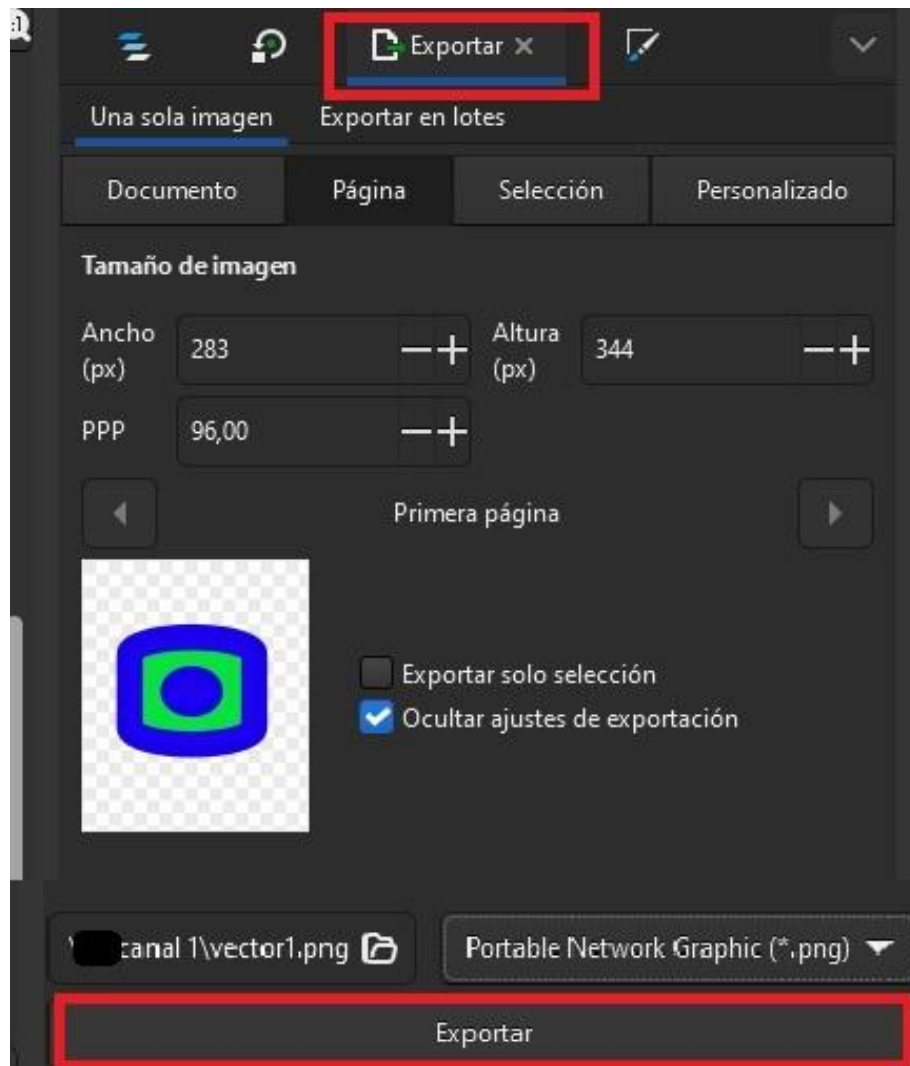 Exportar
Una sola imagen Exportar en lotes
Documento Página Selección Personalizado
Tamaño de imagen
Ancho (px) 283 Altura (px) 344
PPP 96,00
Primera página
Exportar solo selección
Ocultar ajustes de exportación
canal 1\vector1.png Portable Network Graphic (*.png)
Exportar